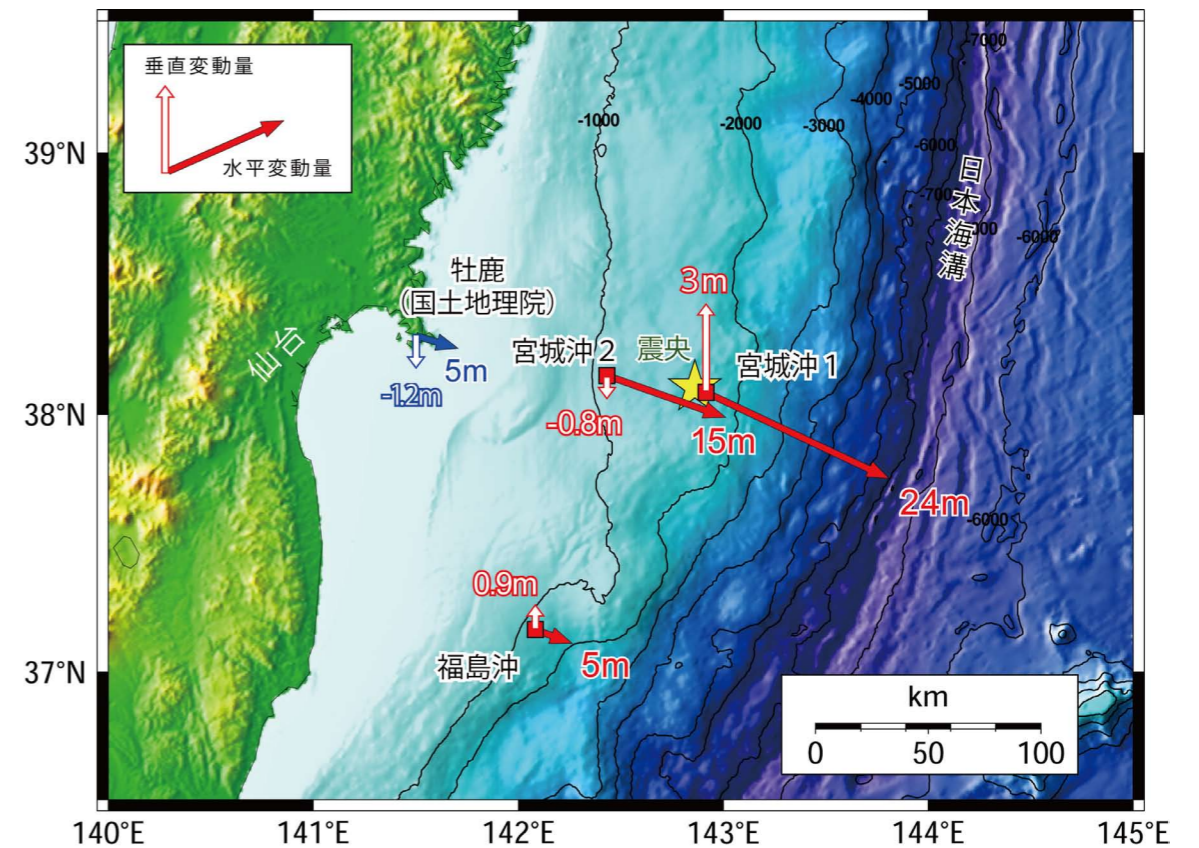 垂直変動量
水平変動量
39°N
38°N
37°N
-1000
-2000
-3000
-4000
-5000
-6000
-7000
-6000
-6000
日本海溝
牡鹿
（国土地理院）
仙台
5m
-1.2m
宮城沖２
震央
宮城沖１
3m
-0.8m
15m
24m
0.9m
5m
福島沖
km
0
50
100
140°E
141°E
142°E
143°E
144°E
145°E